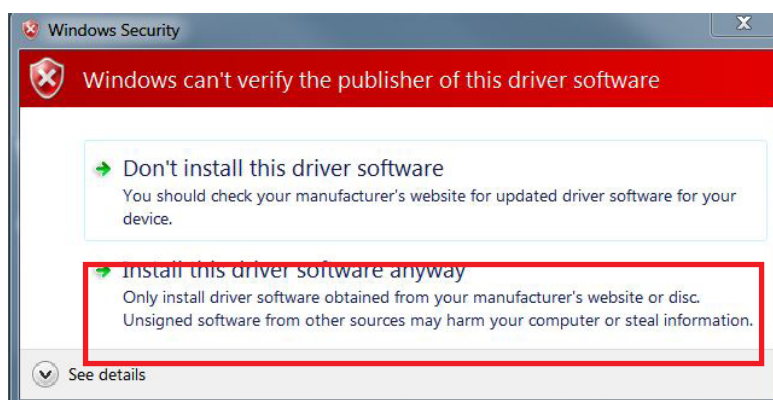 Windows Security
Windows can't verify the publisher of this driver software
Don't install this driver software
You should check your manufacturer's website for updated driver software for your
device.
Install this driver software anyway
Only install driver software obtained from your manufacturer's website or disc.
Unsigned software from other sources may harm your computer or steal information.
See details